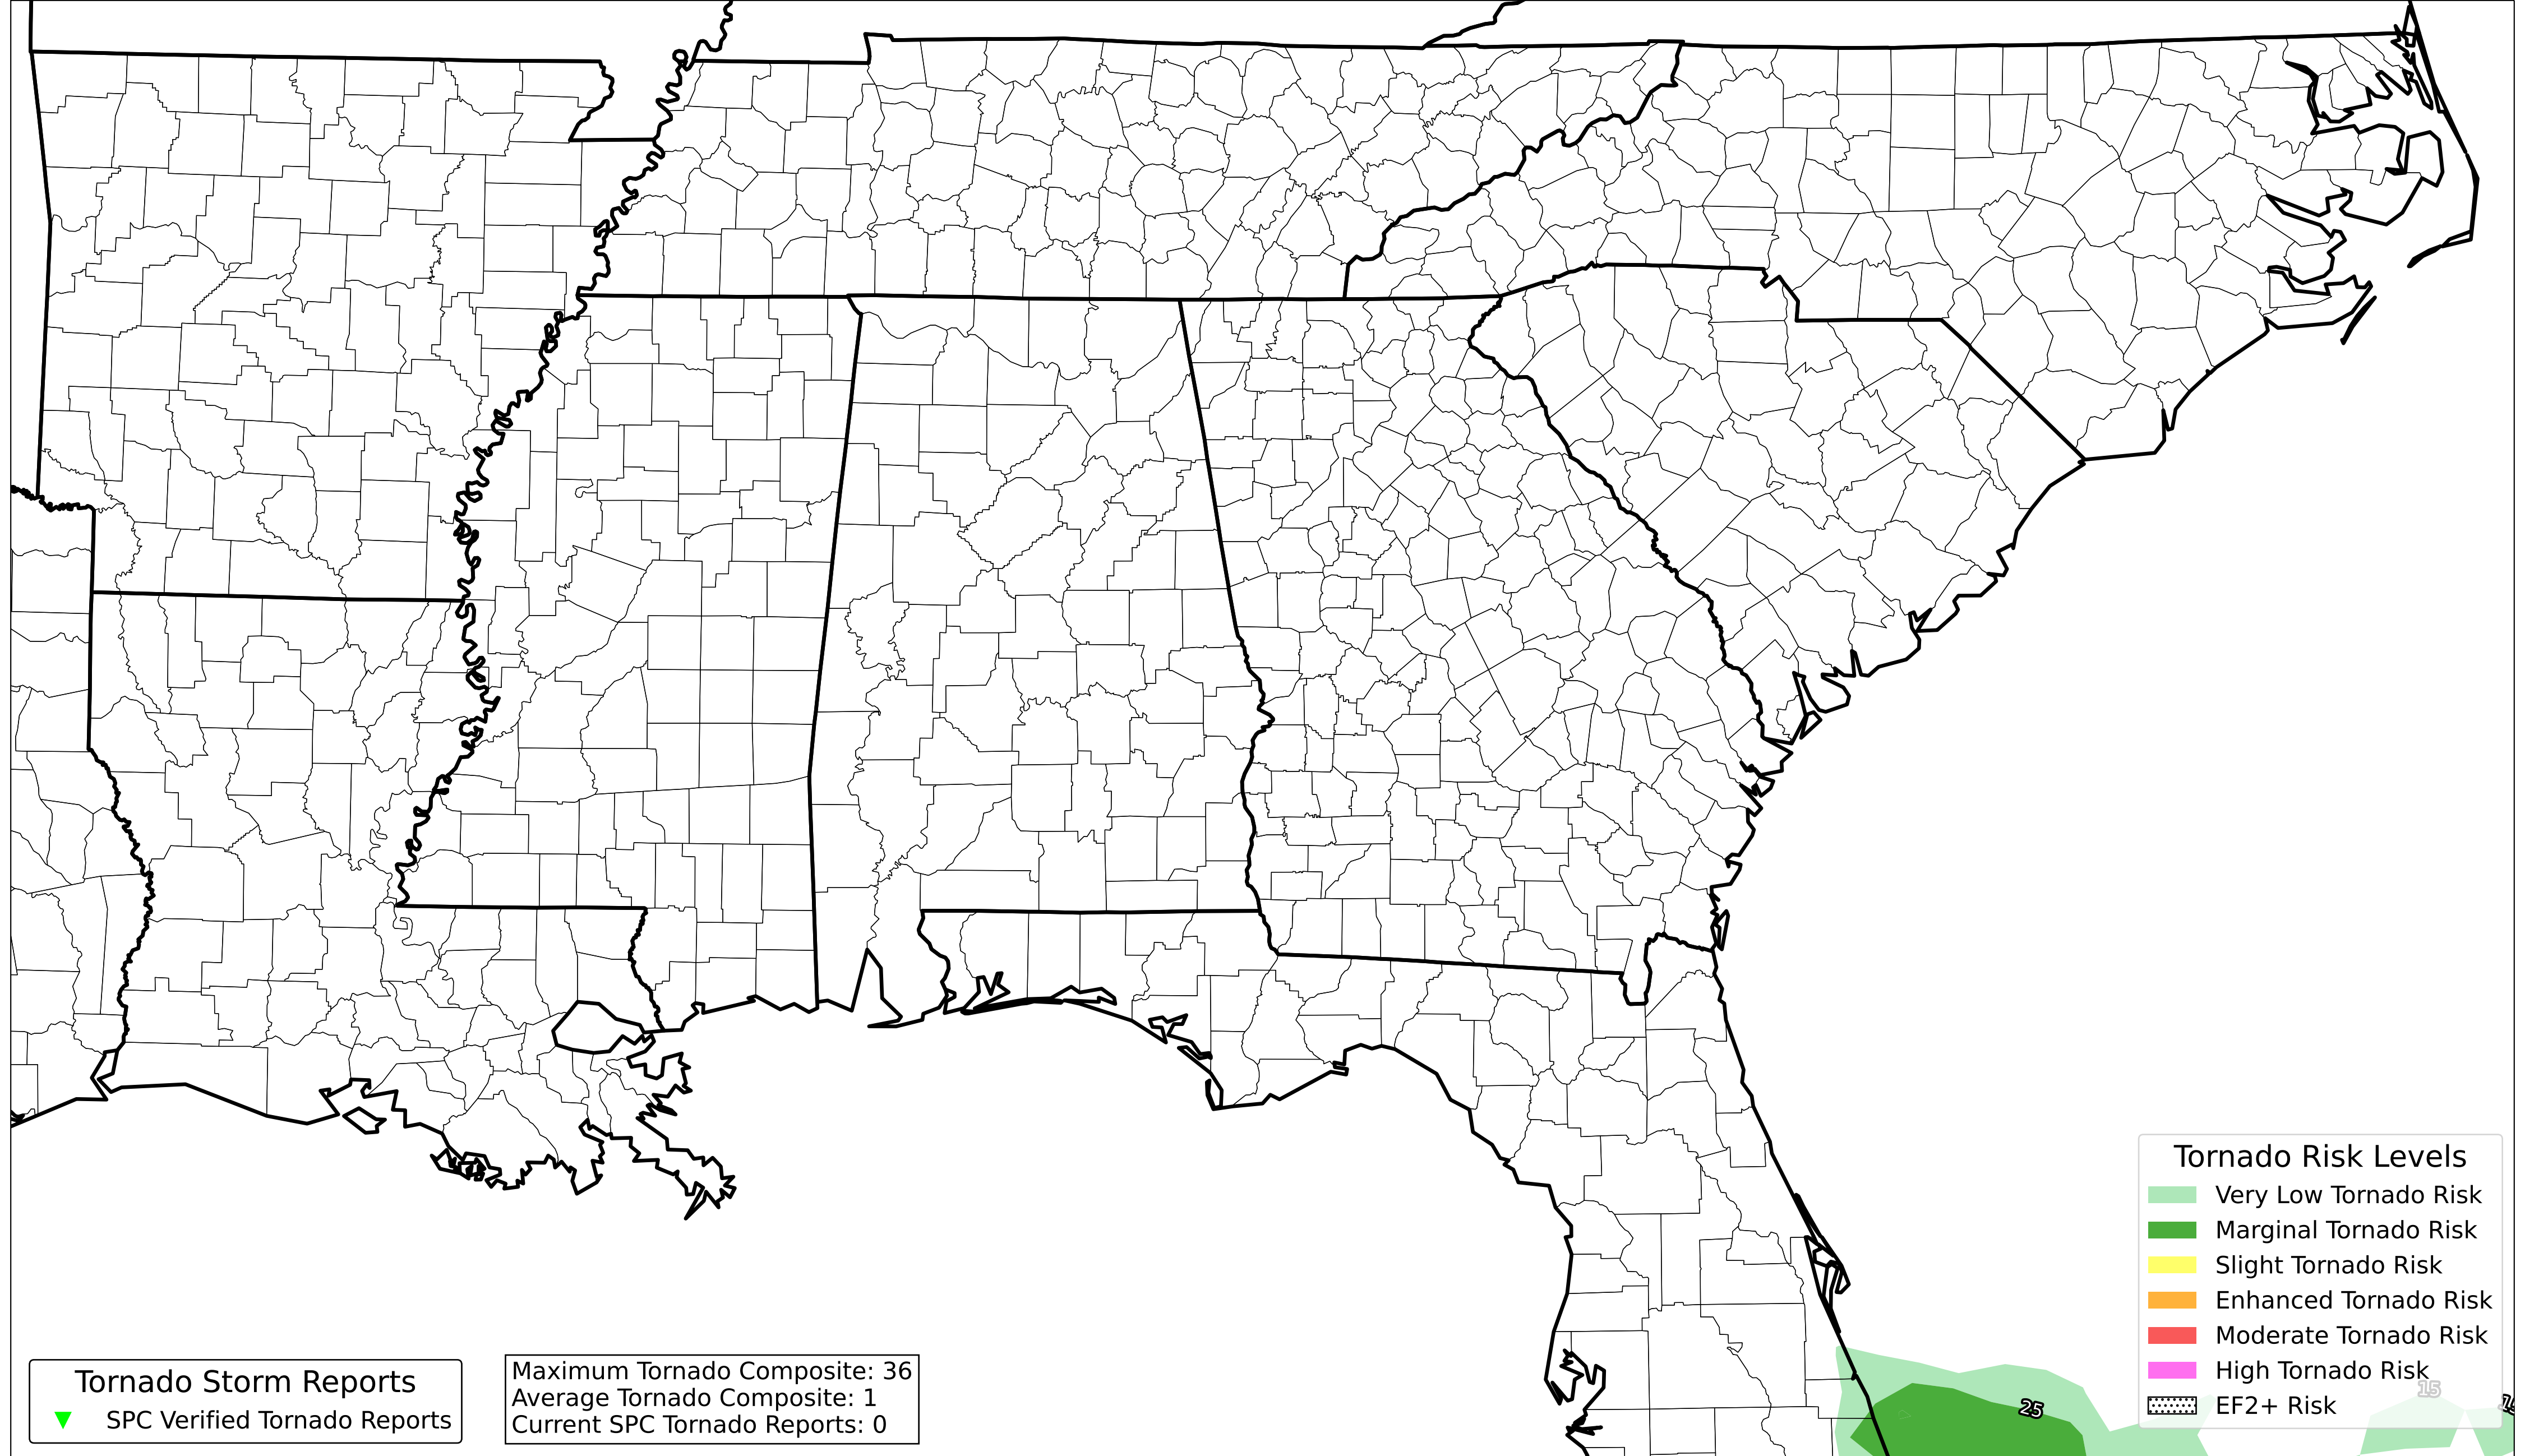 Tornado Risk Levels
Very Low Tornado Risk
Marginal Tornado Risk
Slight Tornado Risk
Enhanced Tornado Risk
Moderate Tornado Risk
High Tornado Risk
EF2+ Risk
15
25
Tornado Storm Reports
SPC Verified Tornado Reports
Maximum Tornado Composite: 36
Average Tornado Composite: 1
Current SPC Tornado Reports: 0